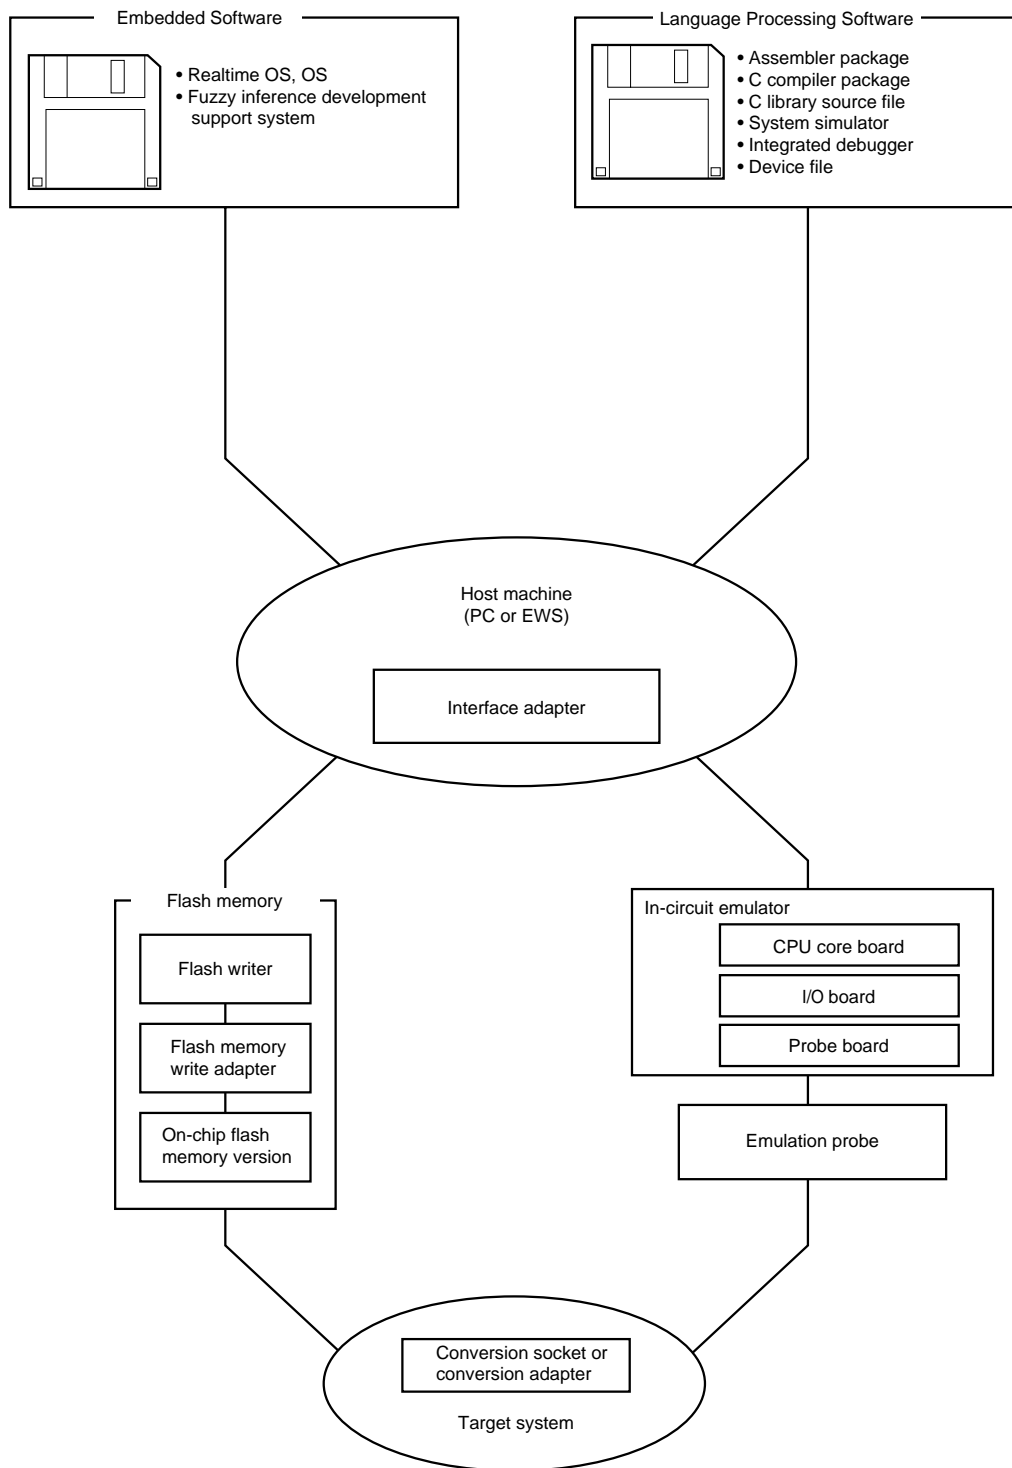 Embedded Software
• Realtime OS, OS
• Fuzzy inference development
support system
Language Processing Software
• Assembler package
• C compiler package
• C library source file
• System simulator
• Integrated debugger
• Device file
Host machine
(PC or EWS)
Interface adapter
Flash memory
Flash writer
Flash memory
write adapter
On-chip flash
memory version
In-circuit emulator
CPU core board
I/O board
Probe board
Emulation probe
Conversion socket or
conversion adapter
Target system